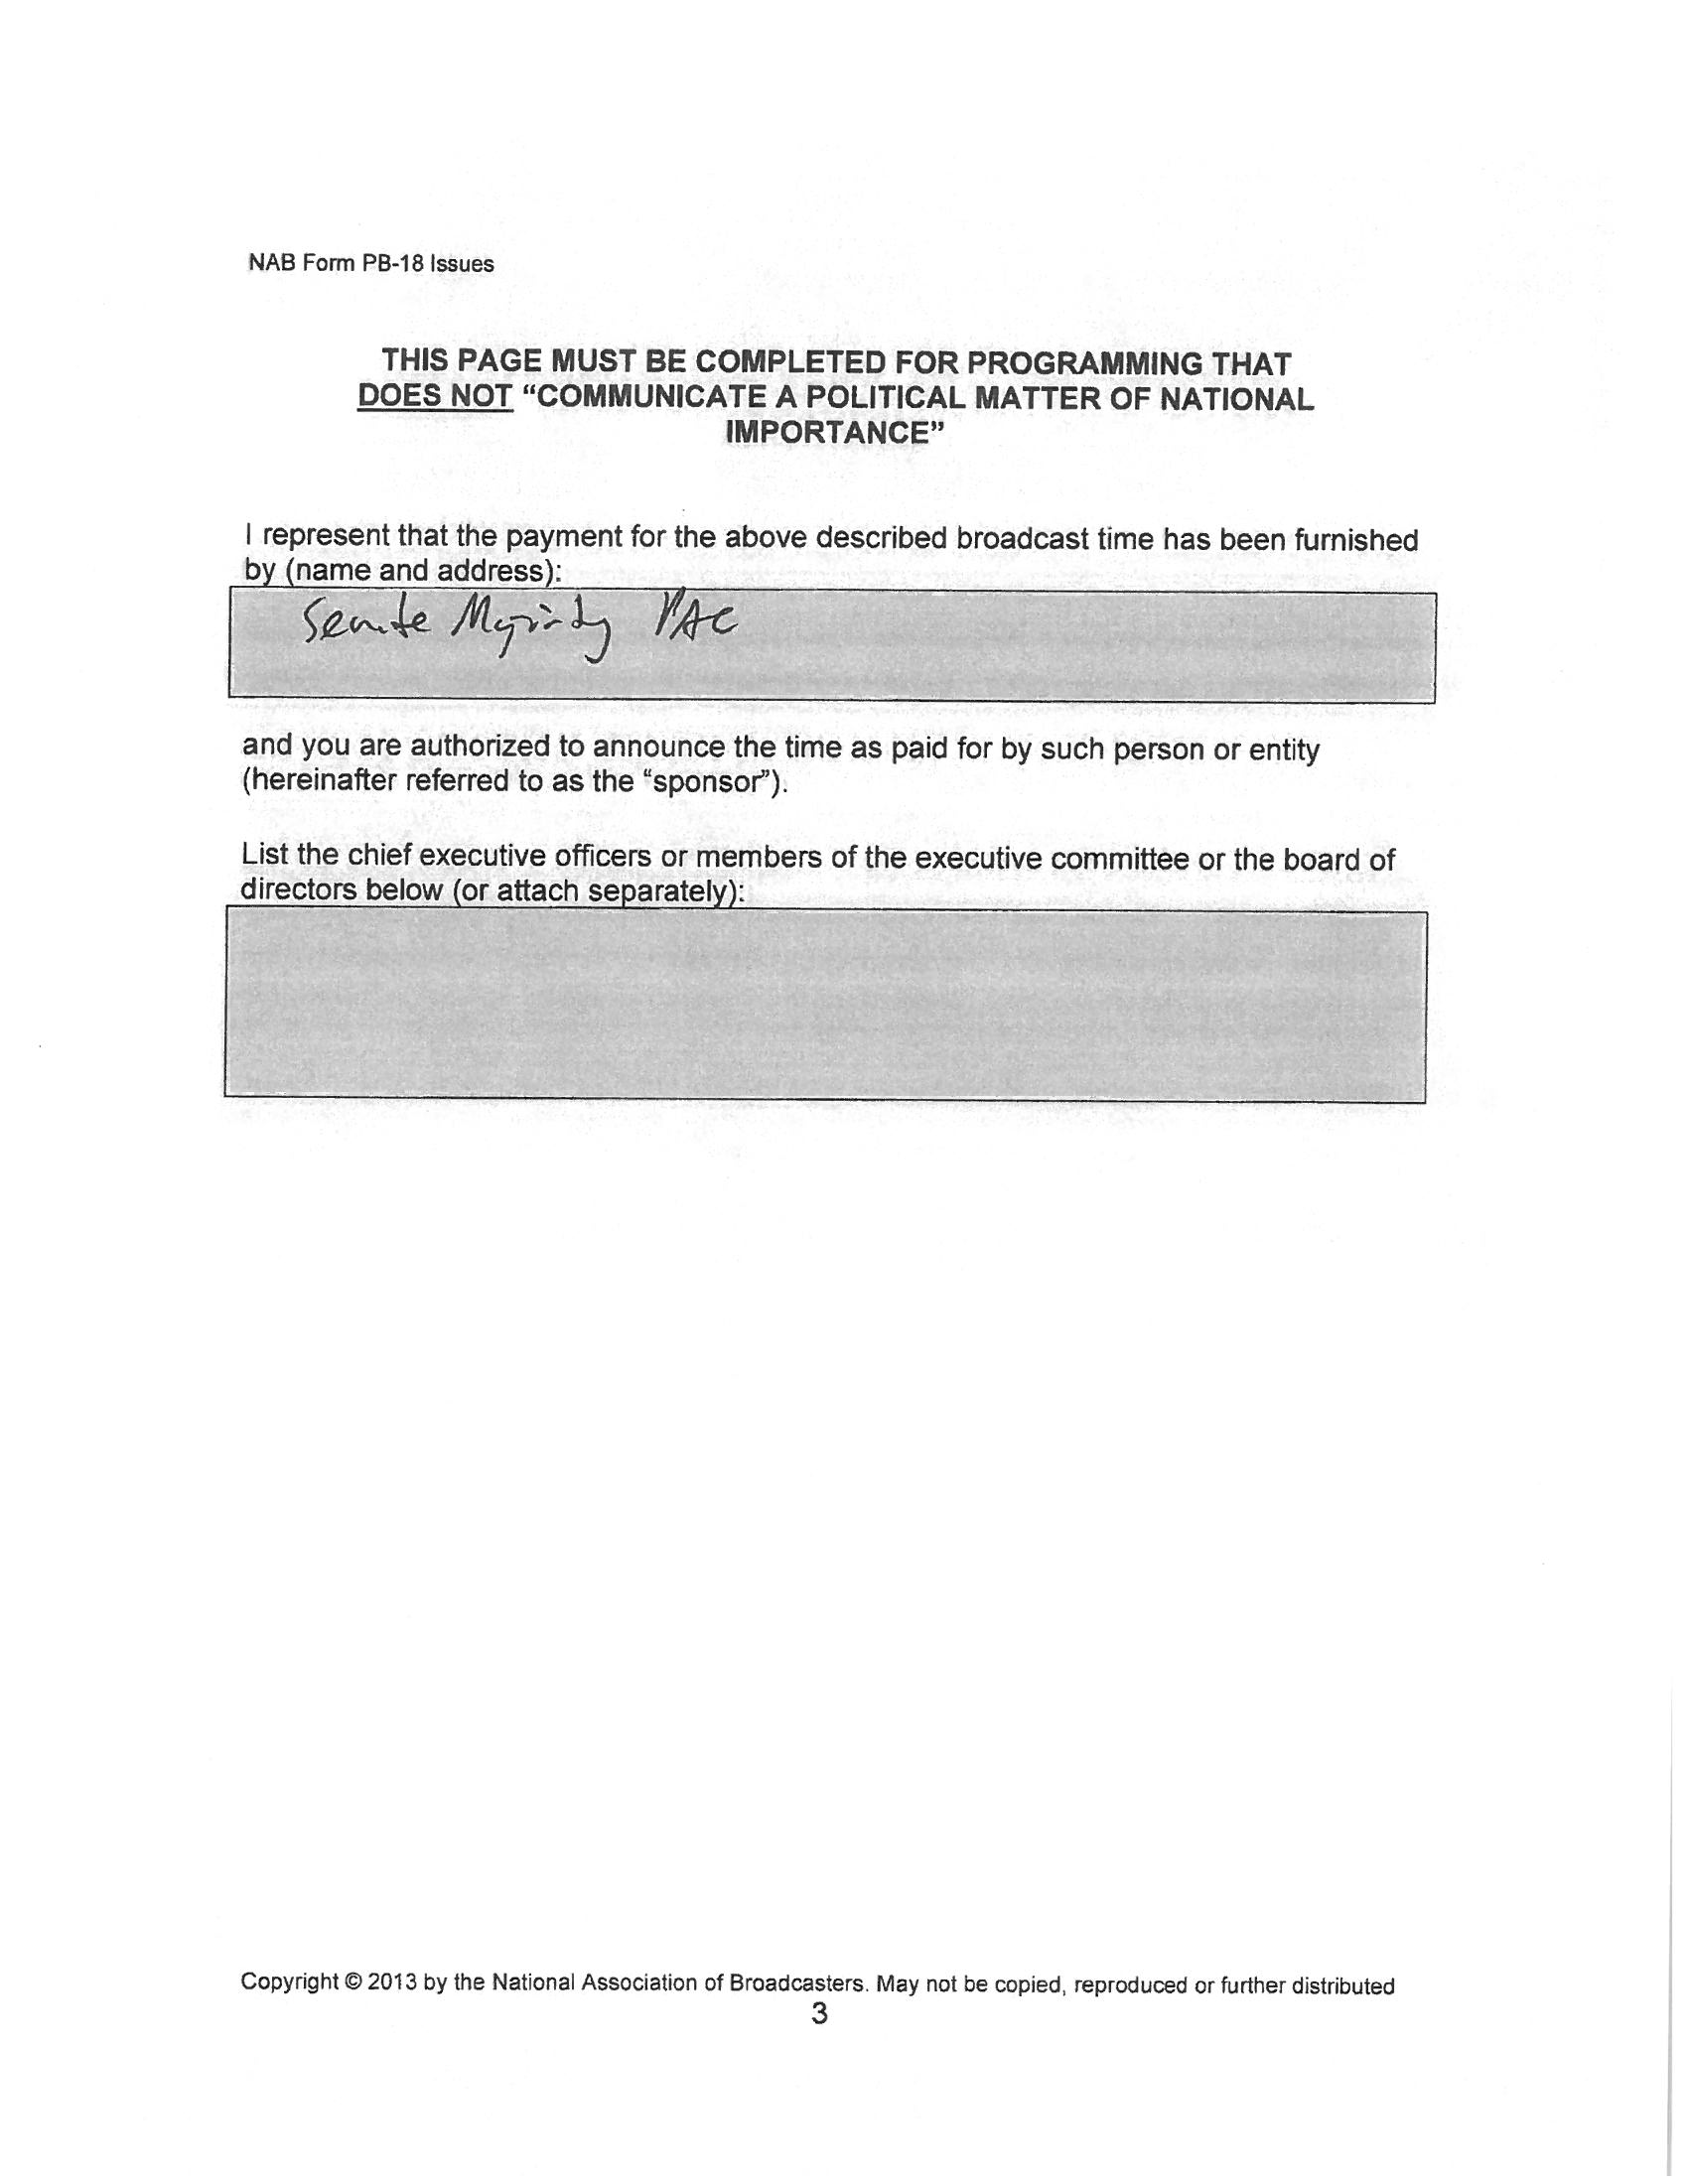 NAB Form PB-18 Issues
THIS PAGE MUST BE COMPLETED FOR PROGRAMMING THAT
DOES NOT “COMMUNICATE A POLITICAL MATTER OF NATIONAL
IMPORTANCE”
I represent that the payment for the above described broadcast time has been furnished
by (name and address):
Senate Majority PAC
and you are authorized to announce the time as paid for by such person or entity
(hereinafter referred to as the “sponsor”).
List the chief executive officers or members of the executive committee or the board of
directors below (or attach separately):
Copyright © 2013 by the National Association of Broadcasters. May not be copied, reproduced or further distributed
3